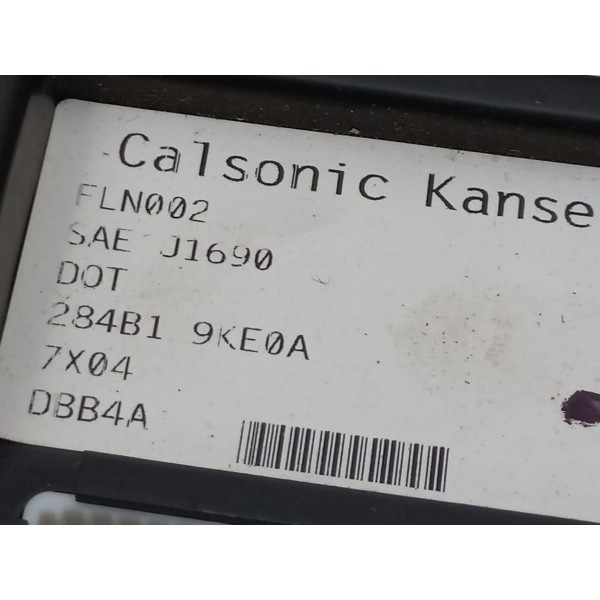 Calsonic Kanse
FLN002
SAE J1690
DOT
284B1 9KE0A
7X04
DBB4A